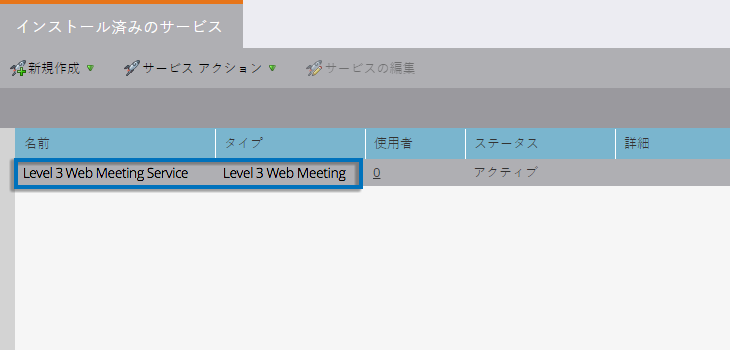 インストール済みのサービス
新規作成 サービス アクション サービスの編集
名前 タイプ 使用者 ステータス 詳細
Level 3 Web Meeting Service Level 3 Web Meeting 0 アクティブ